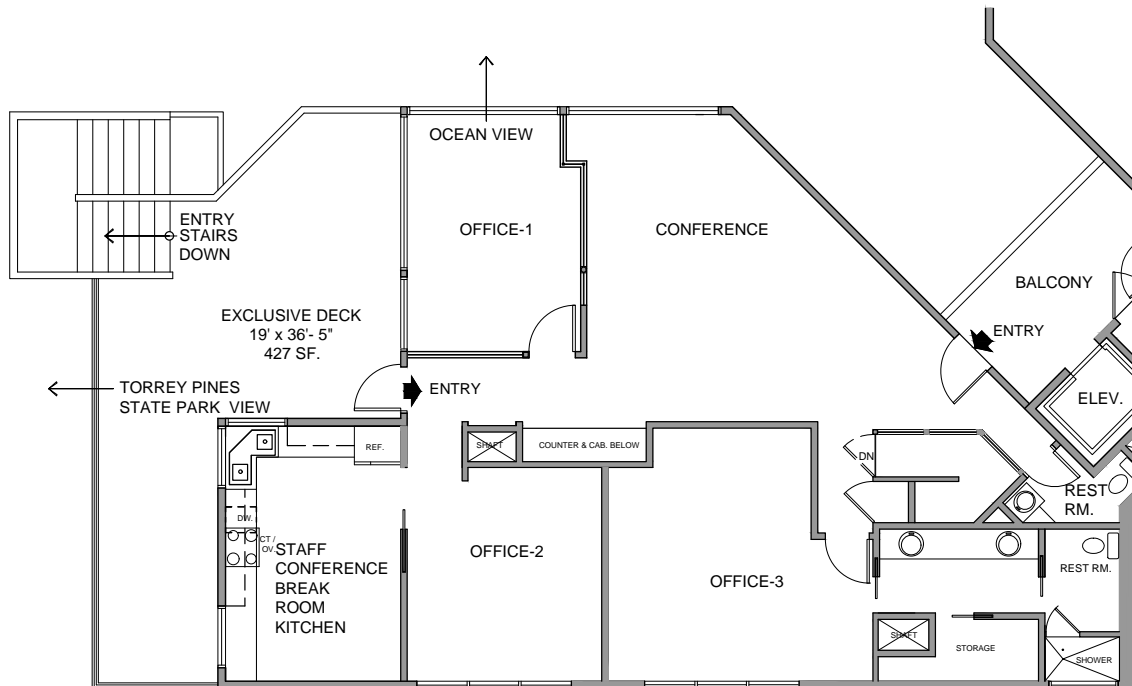 OCEAN VIEW
ENTRY
STAIRS
DOWN
OFFICE-1
CONFERENCE
BALCONY
EXCLUSIVE DECK
19' x 36'- 5"
427 SF.
ENTRY
TORREY PINES
STATE PARK VIEW
ENTRY
ELEV.
REF.
SHAFT
COUNTER & CAB. BELOW
DN
REST
RM.
DW.
CT /
OV.
STAFF
CONFERENCE
BREAK
ROOM
KITCHEN
OFFICE-2
OFFICE-3
REST RM.
SHAFT
STORAGE
SHOWER